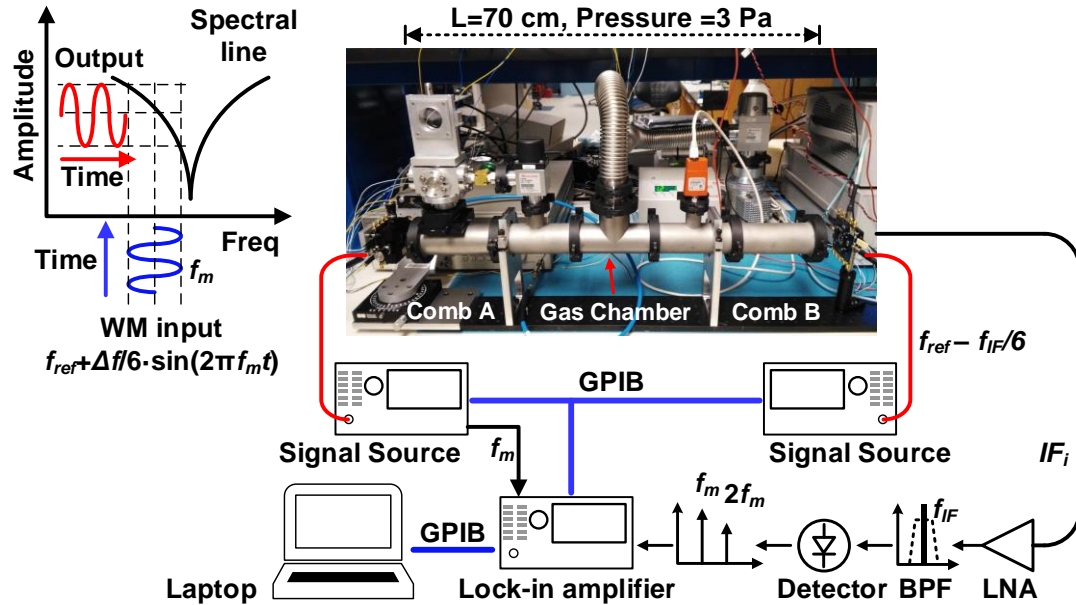 L=70 cm, Pressure =3 Pa
Spectral
line
Output
Amplitude
Time
Freq
Time
f_m
WM input
f_ref+Δf/6·sin(2πf_mt)
Comb A
Gas Chamber
Comb B
f_ref – f_IF/6
GPIB
Signal Source
f_m
Signal Source
IF_i
f_m 2f_m
f_IF
GPIB
Laptop
Lock-in amplifier
Detector
BPF
LNA